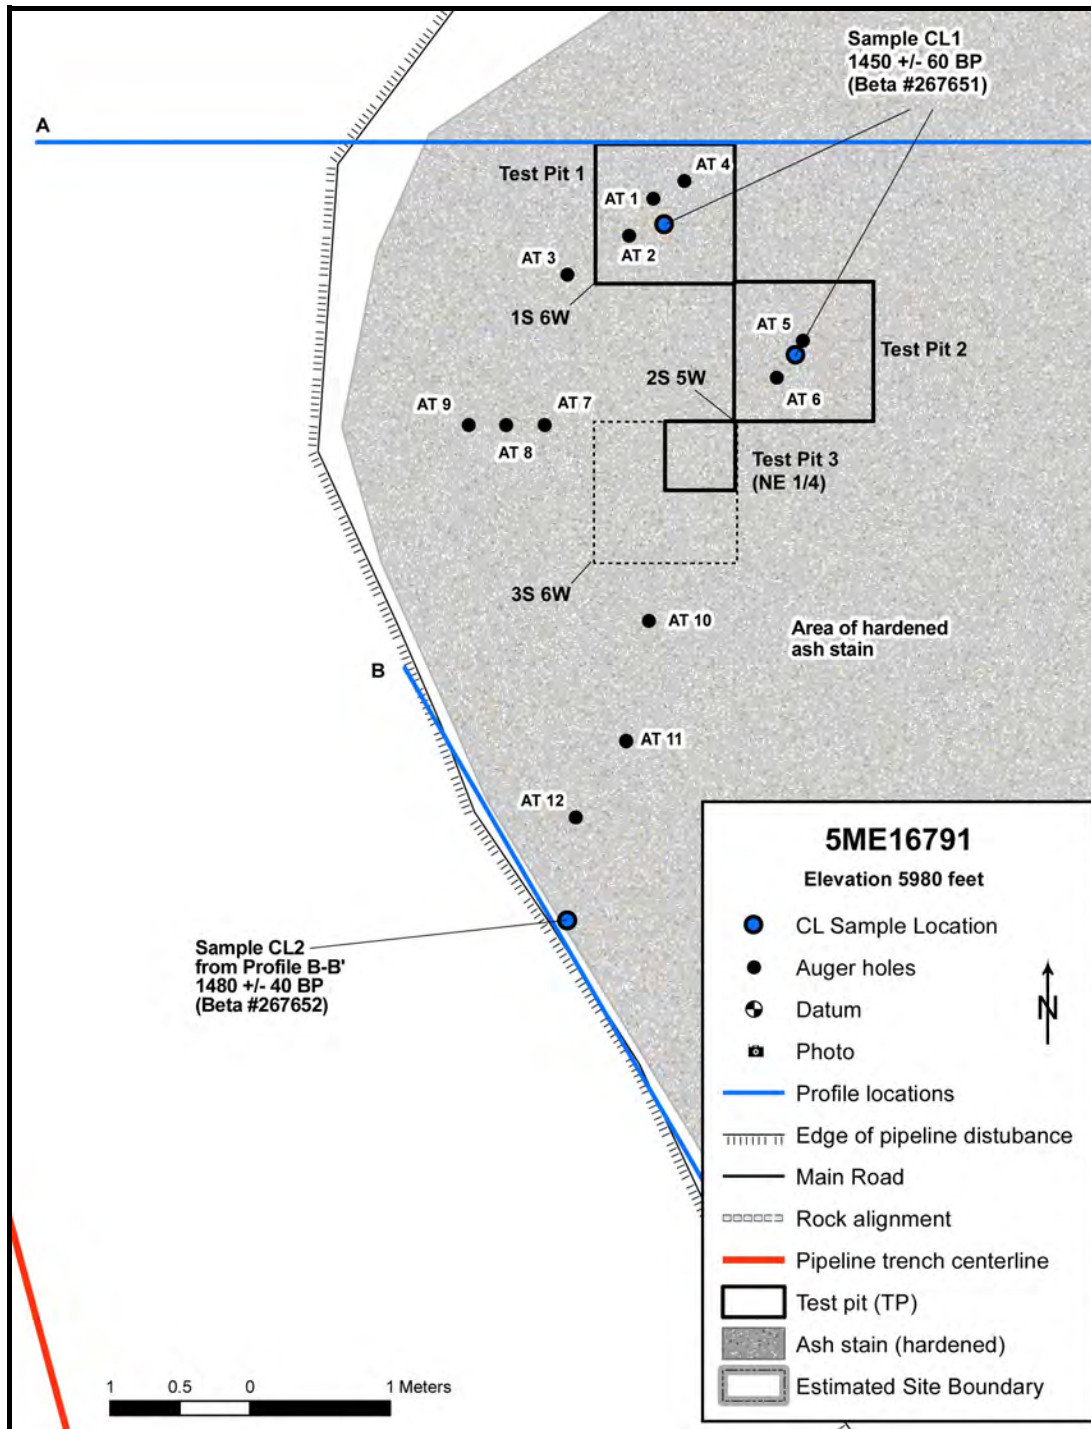 Sample CL1
1450 +/- 60 BP
(Beta #267651)
A
Test Pit 1
AT 4
AT 1
AT 2
AT 3
1S 6W
AT 5
Test Pit 2
2S 5W
AT 6
AT 9
AT 7
AT 8
Test Pit 3
(NE 1/4)
3S 6W
AT 10
Area of hardened
ash stain
B
AT 11
AT 12
Sample CL2
from Profile B-B'
1480 +/- 40 BP
(Beta #267652)
5ME16791
Elevation 5980 feet
CL Sample Location
Auger holes
Datum
Photo
N
Profile locations
Edge of pipeline distubance
Main Road
Rock alignment
Pipeline trench centerline
Test pit (TP)
Ash stain (hardened)
Estimated Site Boundary
1 0.5 0 1 Meters